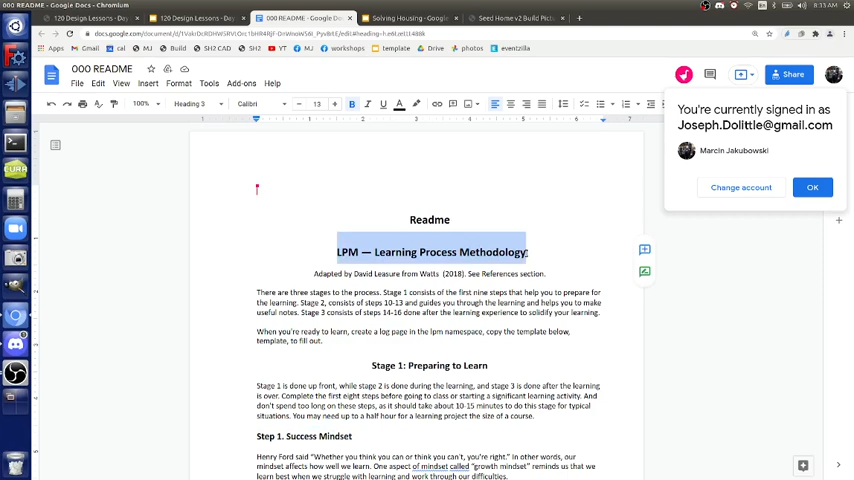 000 README - Google Docs - Chromium
8:33 AM
120 Design Lessons - Day
120 Design Lessons - Day
000 README - Google Docs
Solving Housing - Google
Seed Home v2 Build Pictu
Apps
M Gmail
Cal
Wiki
Read
Build
SH2 CAD
SH2 Build
MJ
workshops
template
Drive
photos
eventzilla
000 README
File Edit View Insert Format Tools Add-ons Help
Share
100%
Heading 3
Calibri
13
B I U A
You're currently signed in as
Joseph.Dolittle@gmail.com
Marcin Jakubowski
Change account
OK
Readme
LPM — Learning Process Methodology
Adapted by David Leasure from Watts (2018). See References section.
There are three stages to the process. Stage 1 consists of the first nine steps that help you to prepare for
the learning. Stage 2, consists of steps 10-13 and guides you through the learning and helps you to make
useful notes. Stage 3 consists of steps 14-16 done after the learning experience to solidify your learning.
When you're ready to learn, create a log page in the lpm namespace, copy the template below,
template, to fill out.
Stage 1: Preparing to Learn
Stage 1 is done up front, while stage 2 is done during the learning, and stage 3 is done after the learning
is over. Complete the first eight steps before going to class or starting a significant learning activity. And
don't spend too long on these steps, as it should take about 10-15 minutes to do this stage for typical
situations. You may need up to a half hour for a learning project the size of a course.
Step 1. Success Mindset
Henry Ford said "Whether you think you can or think you can't, you're right." In other words, our
mindset affects how well we learn. One aspect of mindset called "growth mindset" reminds us that we
learn best when we struggle with learning and work through our difficulties.